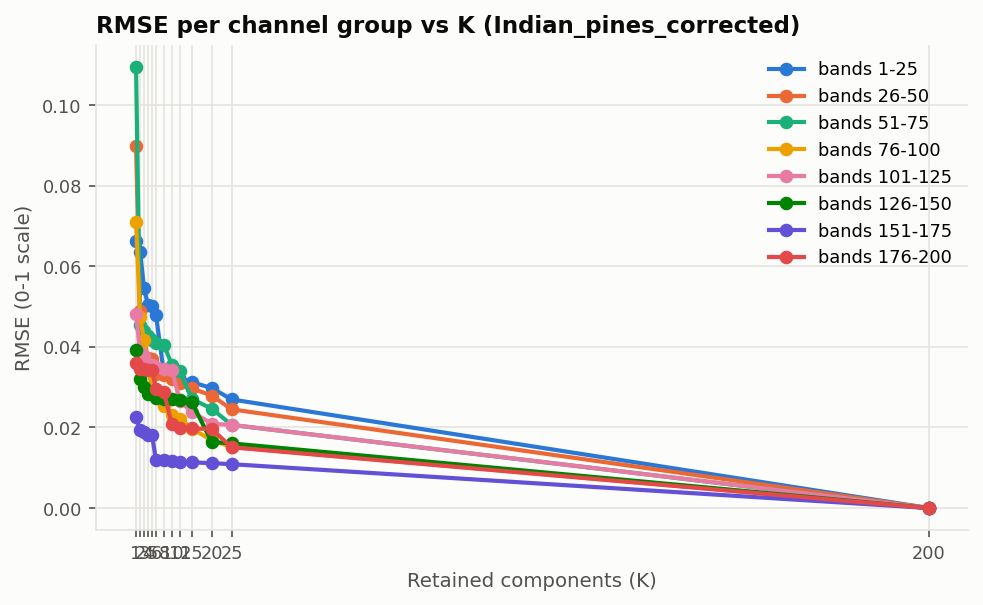 RMSE per channel group vs K (Indian_pines_corrected)
bands 1-25
bands 26-50
bands 51-75
bands 76-100
bands 101-125
bands 126-150
bands 151-175
bands 176-200
RMSE (0-1 scale)
0.10
0.08
0.06
0.04
0.02
0.00
20 25 200
Retained components (K)